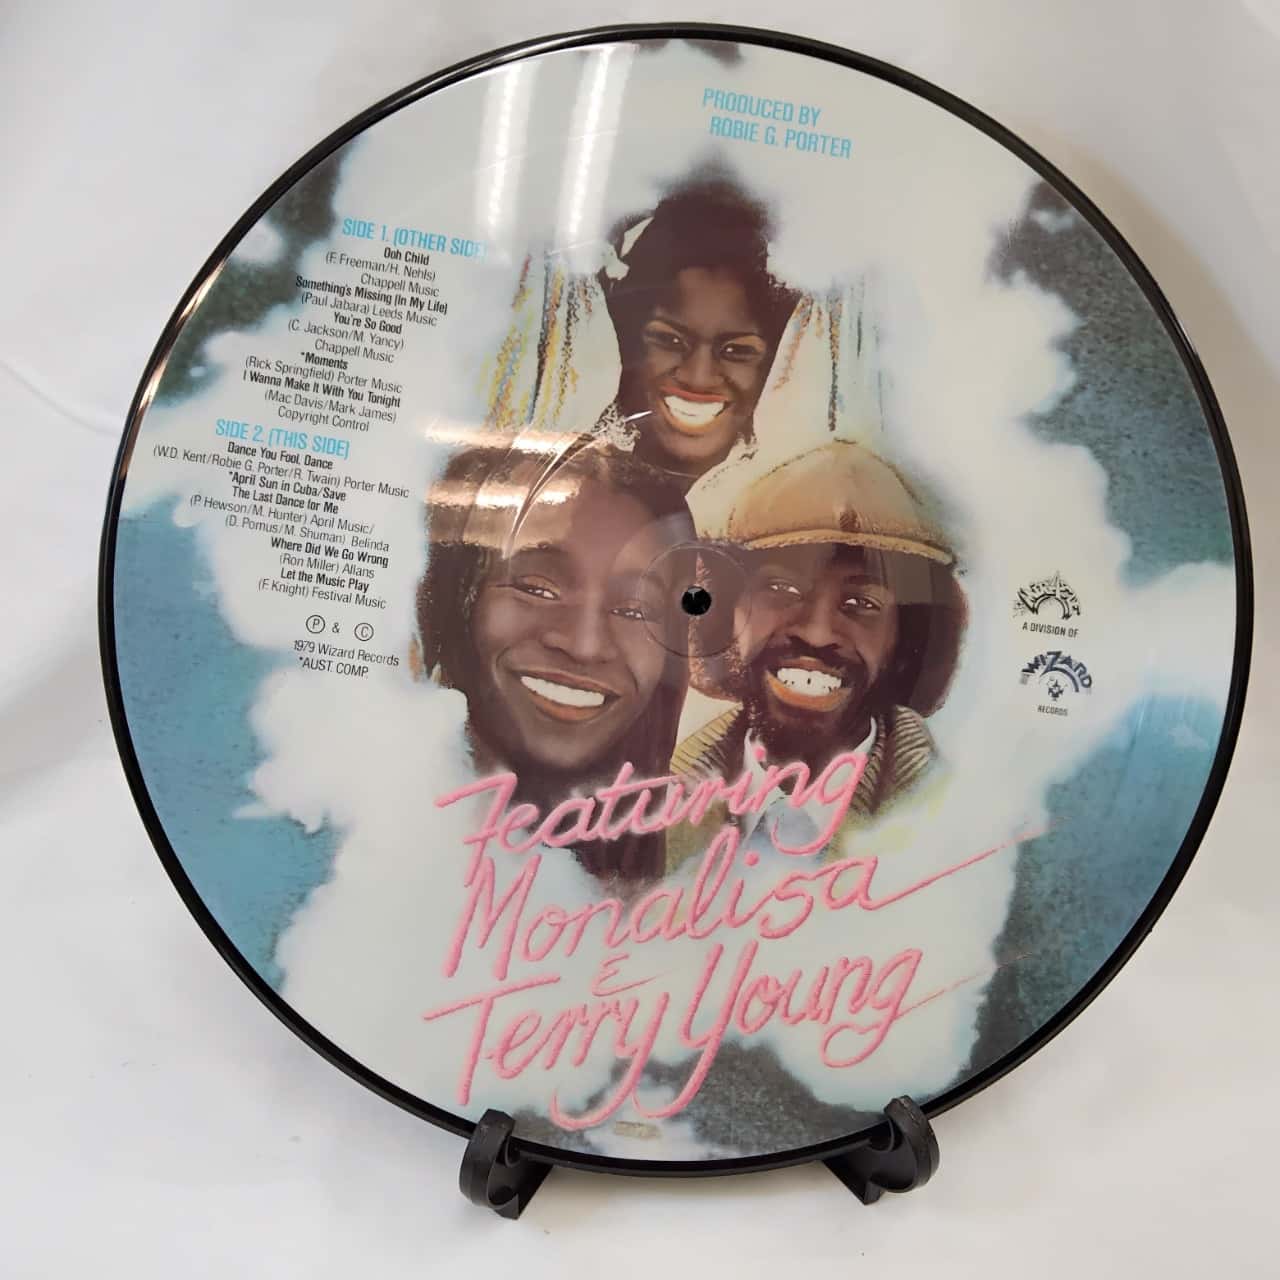 PRODUCED BY
ROBIE G. PORTER
SIDE 1. (OTHER SIDE)
Ooh Child
(F. Freeman/H. Nehls)
Chappell Music
Something's Missing (In My Life)
(Paul Jabara) Leeds Music
You're So Good
(C. Jackson/M. Yancy)
Chappell Music
*Moments
(Rick Springfield) Porter Music
I Wanna Make It With You Tonight
(Mac Davis/Mark James)
Copyright Control
SIDE 2. (THIS SIDE)
Dance You Fool, Dance
(W.D. Kent/Robie G. Porter/R. Twain) Porter Music
*April Sun in Cuba/Save
The Last Dance for Me
(P. Hewson/M. Hunter) April Music/
(D. Pomus/M. Shuman) Belinda
Where Did We Go Wrong
(Ron Miller) Allans
Let the Music Play
(F. Knight) Festival Music
Ⓟ & Ⓒ
1979 Wizard Records
*AUST. COMP.
A DIVISION OF
WIZARD
RECORDS
Featuring
Monalisa
&
Terry Young